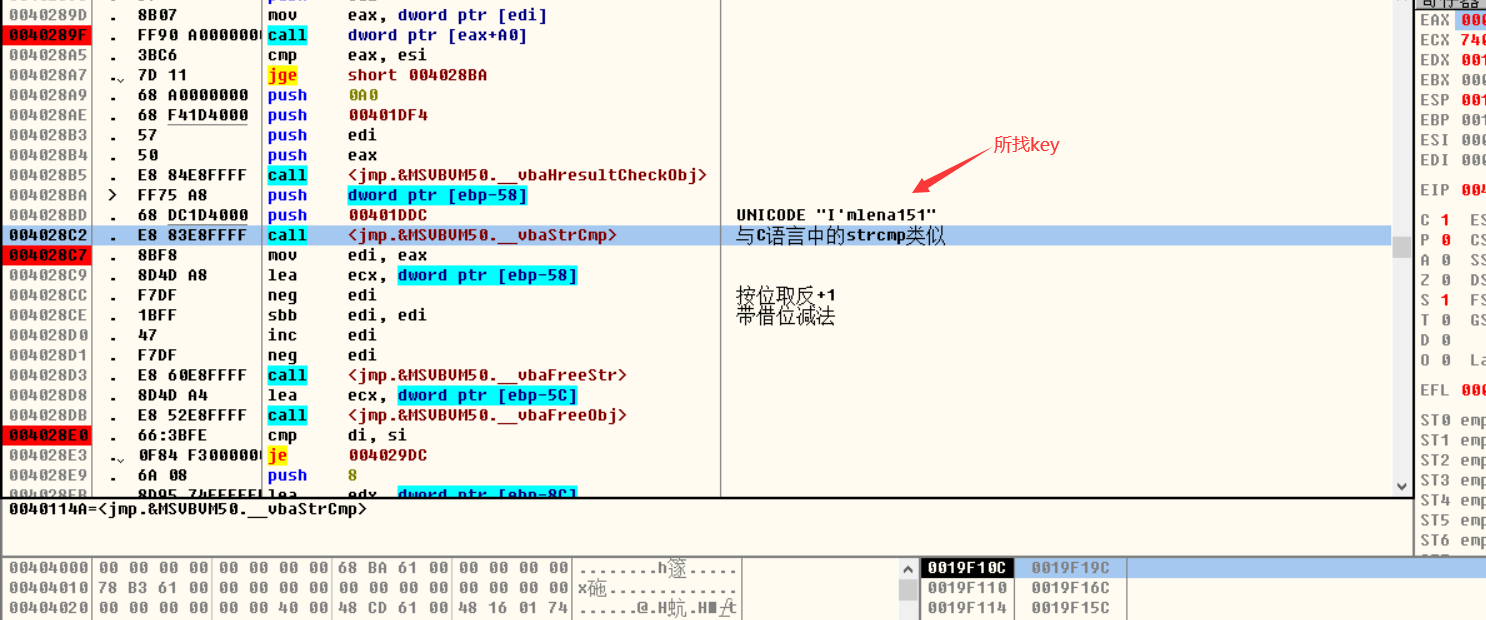 0040289D . 8B07 mov eax, dword ptr [edi]
0040289F . FF90 A0000000 call dword ptr [eax+A0]
004028A5 . 3BC6 cmp eax, esi
004028A7 .⌄ 7D 11 jge short 004028BA
004028A9 . 68 A0000000 push 0A0
004028AE . 68 F41D4000 push 00401DF4
004028B3 . 57 push edi
004028B4 . 50 push eax
004028B5 . E8 84E8FFFF call <jmp.&MSVBVM50.__vbaHresultCheckObj>
004028BA > FF75 A8 push dword ptr [ebp-58]
004028BD . 68 DC1D4000 push 00401DDC UNICODE "I'mlena151"
004028C2 . E8 83E8FFFF call <jmp.&MSVBVM50.__vbaStrCmp> 与C语言中的strcmp类似
004028C7 . 8BF8 mov edi, eax
004028C9 . 8D4D A8 lea ecx, dword ptr [ebp-58]
004028CC . F7DF neg edi 按位取反+1
004028CE . 1BFF sbb edi, edi 带借位减法
004028D0 . 47 inc edi
004028D1 . F7DF neg edi
004028D3 . E8 60E8FFFF call <jmp.&MSVBVM50.__vbaFreeStr>
004028D8 . 8D4D A4 lea ecx, dword ptr [ebp-5C]
004028DB . E8 52E8FFFF call <jmp.&MSVBVM50.__vbaFreeObj>
004028E0 . 66:3BFE cmp di, si
004028E3 .⌄ 0F84 F300000 je 004029DC
004028E9 . 6A 08 push 8
004028EB . 8D95 74FFFFFF lea edx, dword ptr [ebp-8C]
所找key
0040114A=<jmp.&MSVBVM50.__vbaStrCmp>
00404000 00 00 00 00 00 00 00 00 68 BA 61 00 00 00 00 00 ........h篴.....
00404010 78 B3 61 00 00 00 00 00 00 00 00 00 00 00 00 00 x砣.............
00404020 00 00 00 00 00 00 40 00 48 CD 61 00 48 16 01 74 ......@.H蚢.H
0019F10C 0019F19C
0019F110 0019F16C
0019F114 0019F15C
寄存器
EAX 000
ECX 740
EDX 001
EBX 000
ESP 001
EBP 001
ESI 000
EDI 000
EIP 004
C 1 ES
P 0 CS
A 0 SS
Z 0 DS
S 1 FS
T 0 GS
D 0
O 0 La
EFL 000
ST0 emp
ST1 emp
ST2 emp
ST3 emp
ST4 emp
ST5 emp
ST6 emp